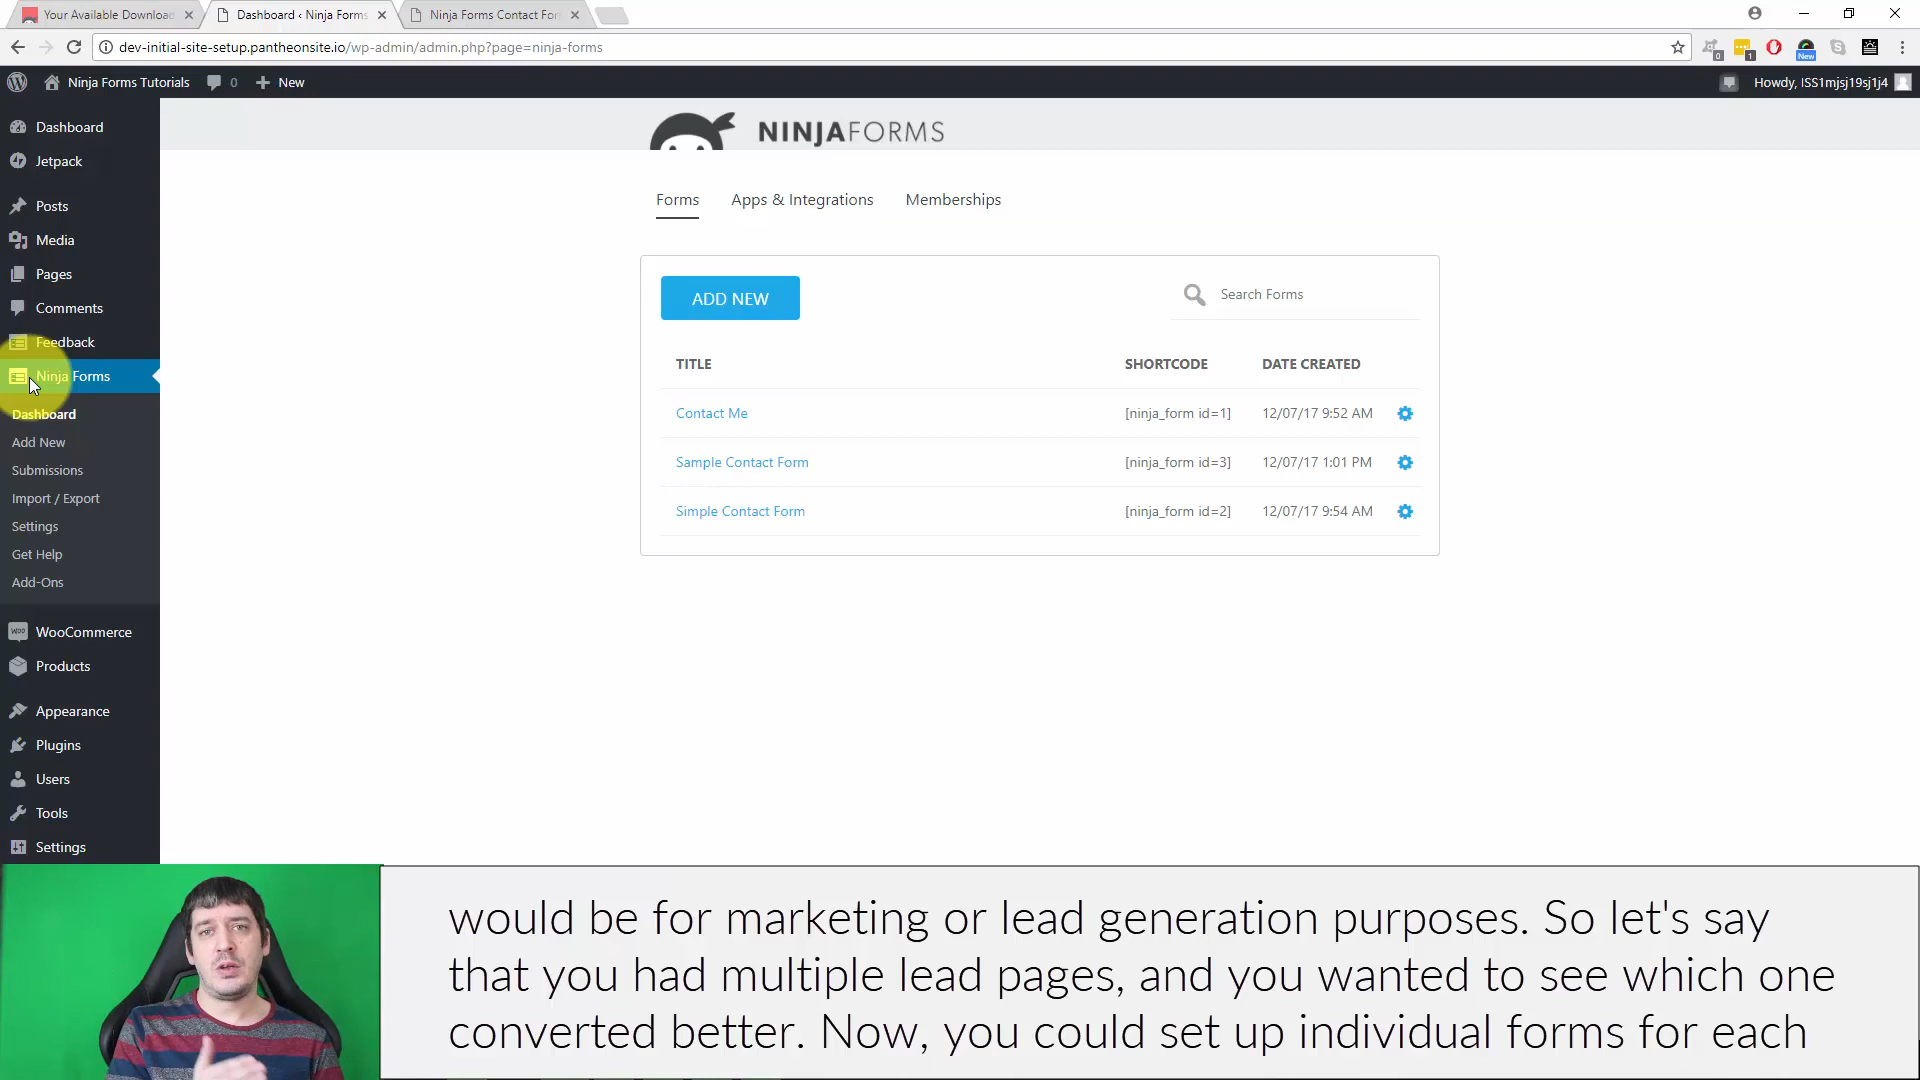 Your Available Download
Dashboard ‹ Ninja Forms
Ninja Forms Contact For
dev-initial-site-setup.pantheonsite.io/wp-admin/admin.php?page=ninja-forms
0
1
New
Ninja Forms Tutorials
0
New
Howdy, ISS1mjsj19sj1j4
Dashboard
Jetpack
Posts
Media
Pages
Comments
Feedback
Ninja Forms
Dashboard
Add New
Submissions
Import / Export
Settings
Get Help
Add-Ons
WOO
WooCommerce
Products
Appearance
Plugins
Users
Tools
Settings
NINJAFORMS
Forms Apps & Integrations Memberships
ADD NEW
Search Forms
TITLE SHORTCODE DATE CREATED
Contact Me [ninja_form id=1] 12/07/17 9:52 AM
Sample Contact Form [ninja_form id=3] 12/07/17 1:01 PM
Simple Contact Form [ninja_form id=2] 12/07/17 9:54 AM
would be for marketing or lead generation purposes. So let's say
that you had multiple lead pages, and you wanted to see which one
converted better. Now, you could set up individual forms for each